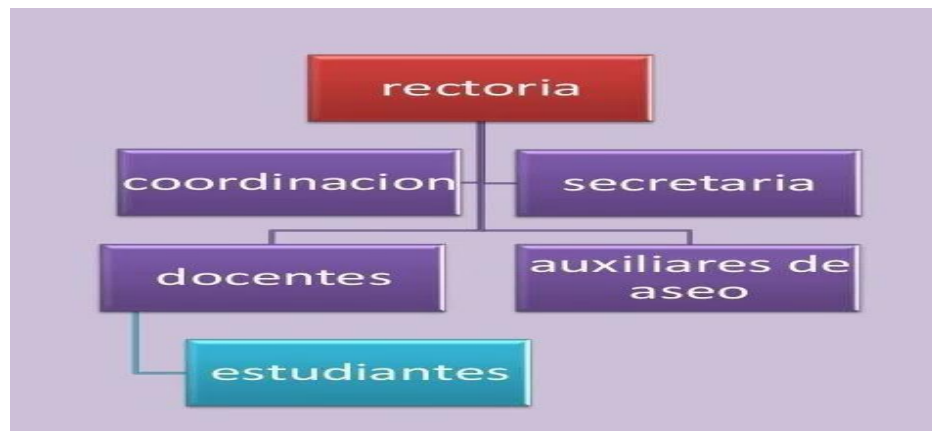 rectoria
coordinacion
secretaria
docentes
auxiliares de
aseo
estudiantes